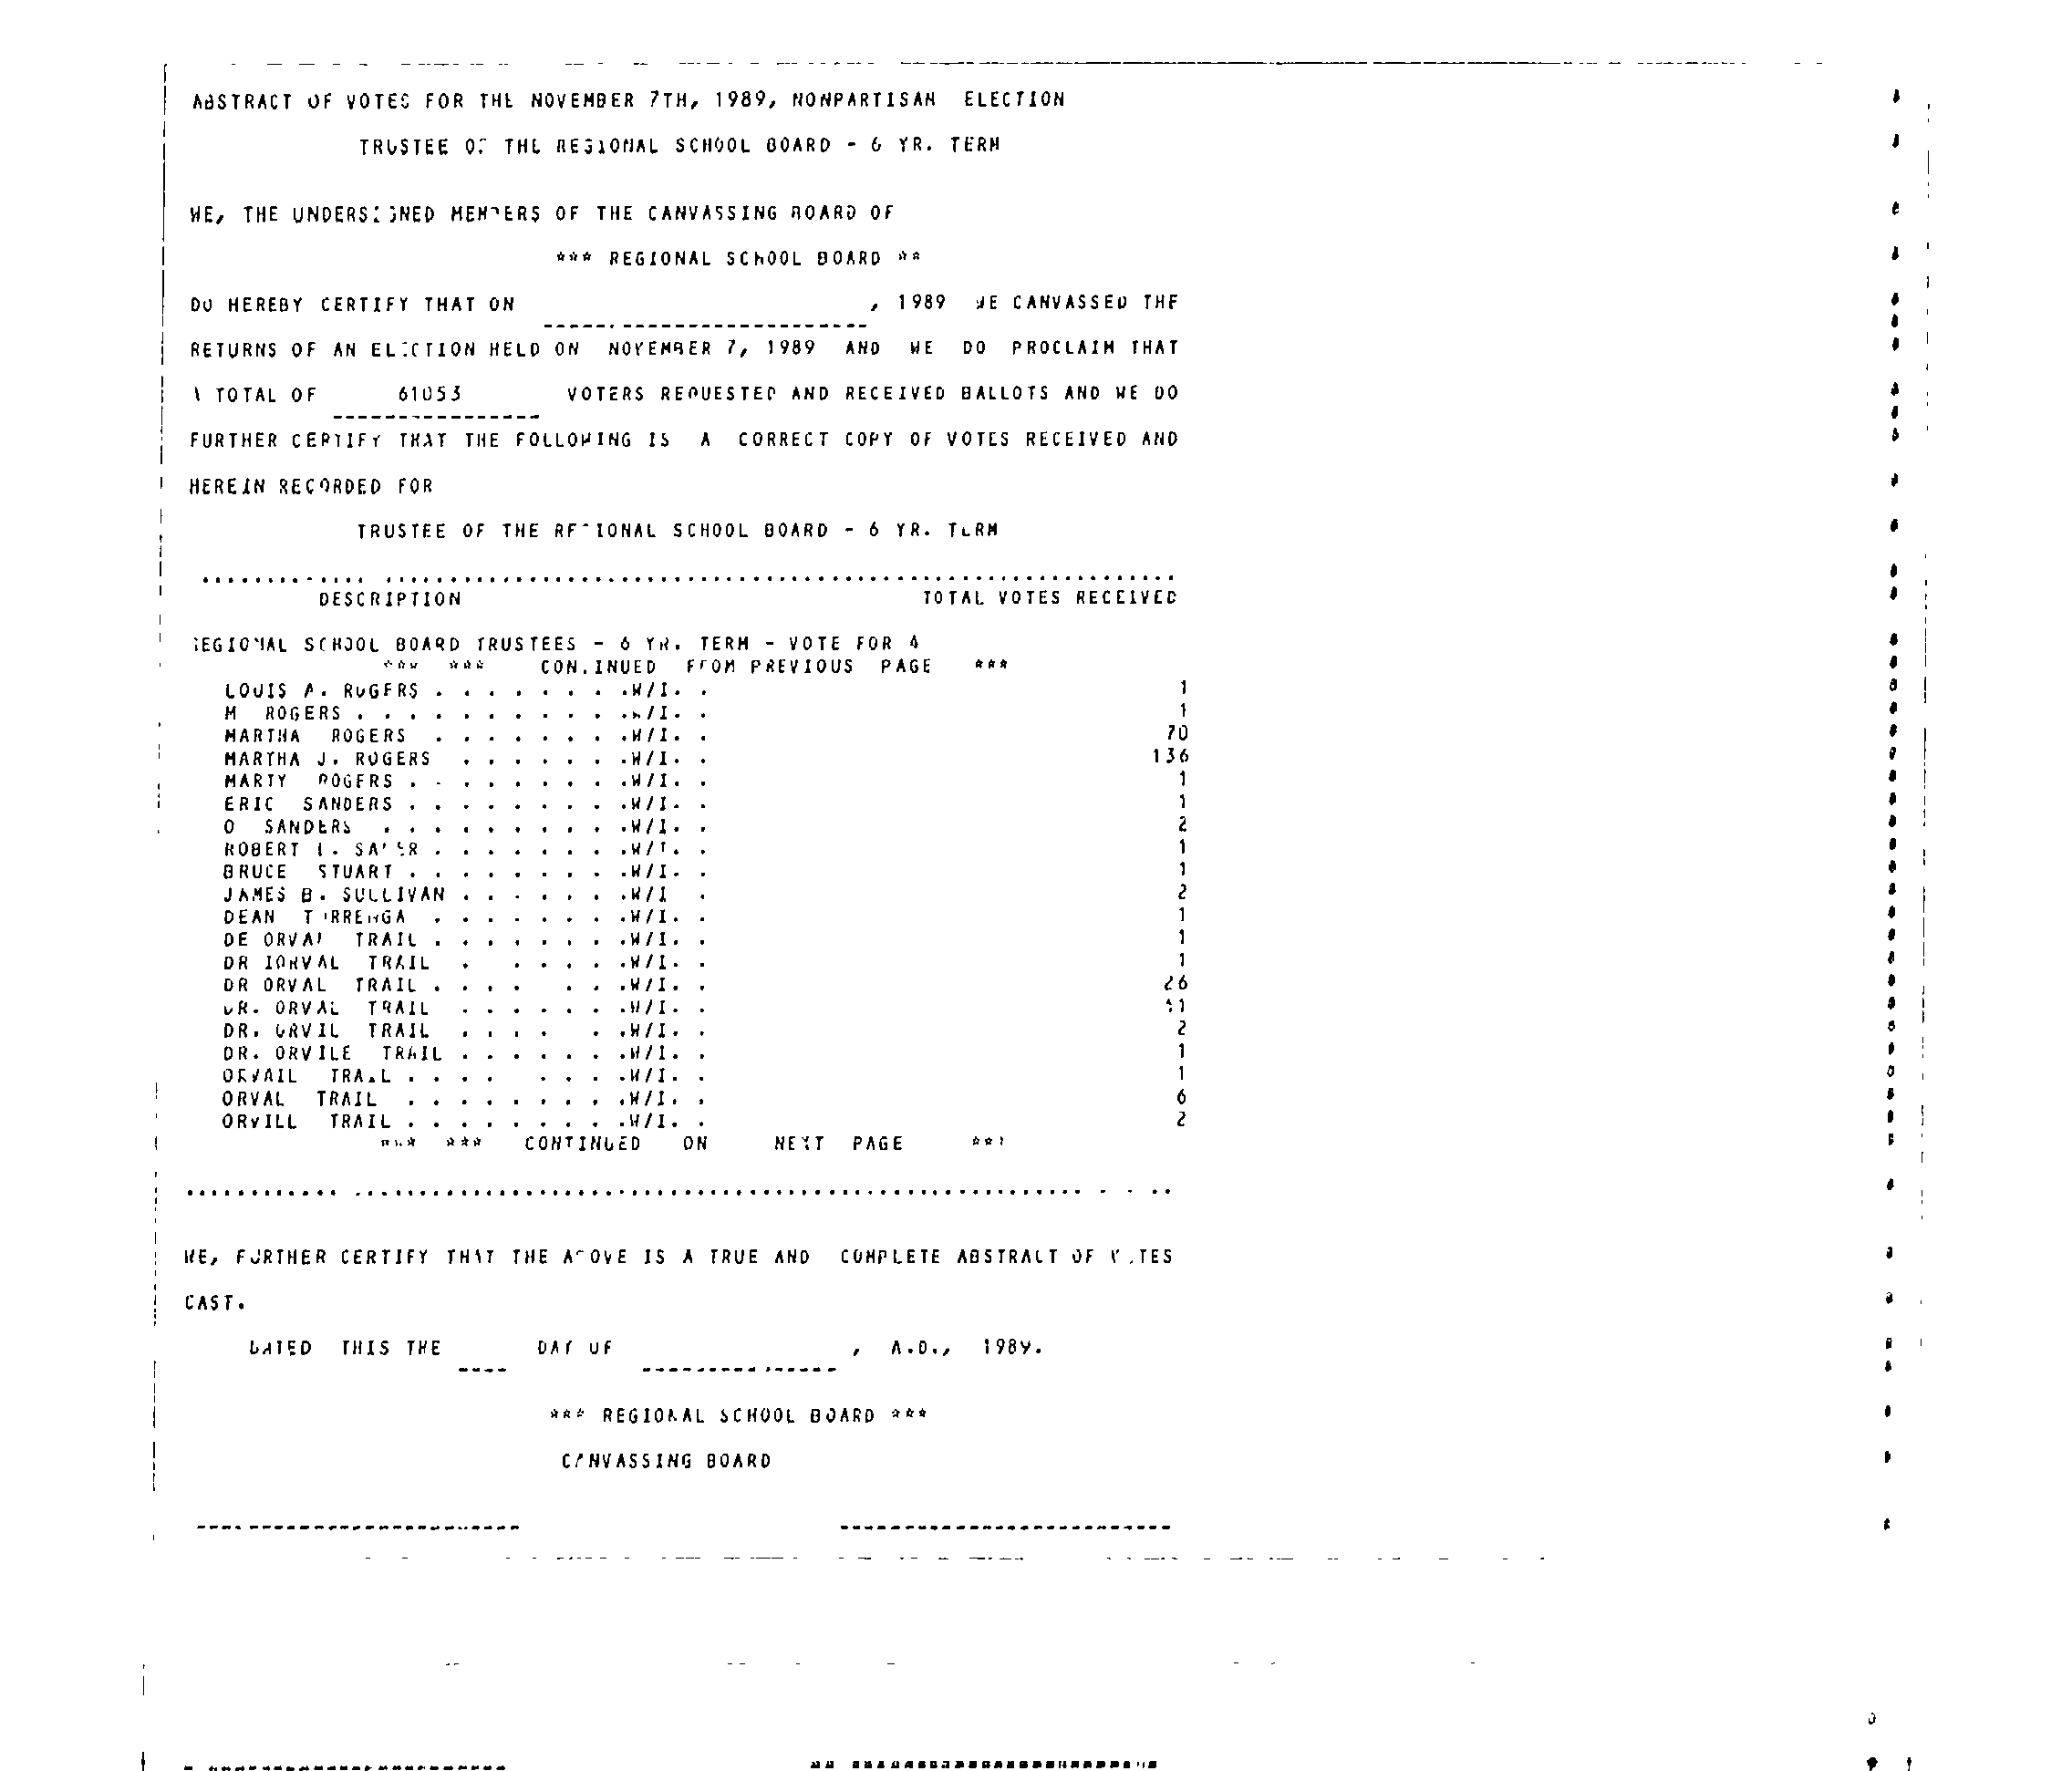 ABSTRACT OF VOTES FOR THE NOVEMBER 7TH, 1989, NONPARTISAN ELECTION
TRUSTEE OF THE REGIONAL SCHOOL BOARD - 6 YR. TERM
WE, THE UNDERSIGNED MEMBERS OF THE CANVASSING BOARD OF
*** REGIONAL SCHOOL BOARD **
DO HEREBY CERTIFY THAT ON , 1989 WE CANVASSED THE
RETURNS OF AN ELECTION HELD ON NOVEMBER 7, 1989 AND WE DO PROCLAIM THAT
A TOTAL OF 61053 VOTERS REQUESTED AND RECEIVED BALLOTS AND WE DO
FURTHER CERTIFY THAT THE FOLLOWING IS A CORRECT COPY OF VOTES RECEIVED AND
HEREIN RECORDED FOR
TRUSTEE OF THE REGIONAL SCHOOL BOARD - 6 YR. TERM
DESCRIPTION TOTAL VOTES RECEIVED
REGIONAL SCHOOL BOARD TRUSTEES - 6 YR. TERM - VOTE FOR 4
*** *** CONTINUED FROM PREVIOUS PAGE ***
LOUIS A. ROGERS . . . . . . . .W/I. . 1
M ROGERS . . . . . . . . . . .W/I. . 1
MARTHA ROGERS . . . . . . . .W/I. . 70
MARTHA J. ROGERS . . . . . . .W/I. . 136
MARTY ROGERS . . . . . . . . .W/I. . 1
ERIC SANDERS . . . . . . . . .W/I. . 1
O SANDERS . . . . . . . . . .W/I. . 2
ROBERT . . . . . . . .W/I. . 1
BRUCE STUART . . . . . . . . .W/I. . 1
JAMES B. SULLIVAN . . . . . . .W/I . 2
DEAN . . . . . . . .W/I. . 1
DE ORVAL TRAIL . . . . . . . .W/I. . 1
DR IORVAL TRAIL . . . . . .W/I. . 1
DR ORVAL TRAIL . . . . . . .W/I. . 26
DR. ORVAL TRAIL . . . . . . .W/I. .
DR. ORVIL TRAIL . . . . . .W/I. . 2
DR. ORVILE TRAIL . . . . . . .W/I. . 1
ORVAIL TRAIL . . . . . . . .W/I. . 1
ORVAL TRAIL . . . . . . . . .W/I. . 6
ORVILL TRAIL . . . . . . . . .W/I. . 2
*** *** CONTINUED ON NEXT PAGE ***
WE, FURTHER CERTIFY THAT THE ABOVE IS A TRUE AND COMPLETE ABSTRACT OF VOTES
CAST.
DATED THIS THE DAY OF , A.D., 1989.
*** REGIONAL SCHOOL BOARD ***
CANVASSING BOARD